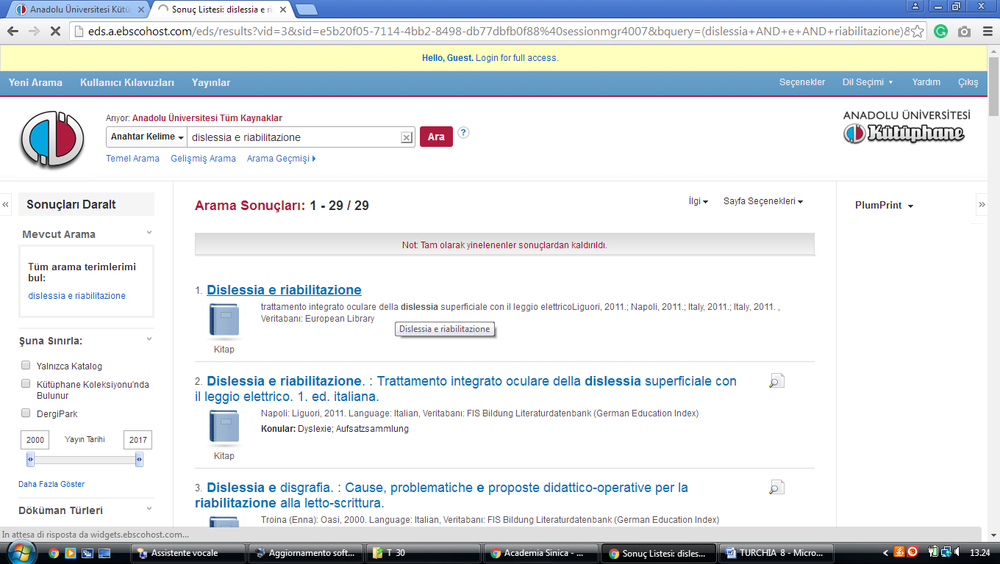 Anadolu Üniversitesi Kütü
Sonuç Listesi: dislessia e ri
eds.a.ebscohost.com/eds/results?vid=3&sid=e5b20f05-7114-4bb2-8498-db77dbfb0f88%40sessionmgr4007&bquery=(dislessia+AND+e+AND+riabilitazione)8
Hello, Guest. Login for full access.
Yeni Arama Kullanıcı Kılavuzları Yayınlar Seçenekler Dil Seçimi Yardım Çıkış
Arıyor: Anadolu Üniversitesi Tüm Kaynaklar
Anahtar Kelime dislessia e riabilitazione Ara ?
Temel Arama Gelişmiş Arama Arama Geçmişi
ANADOLU ÜNİVERSİTESİ
Kütüphane
Sonuçları Daralt
Mevcut Arama
Tüm arama terimlerimi
bul:
dislessia e riabilitazione
Şuna Sınırla:
Yalnızca Katalog
Kütüphane Koleksiyonu'nda
Bulunur
DergiPark
2000 Yayın Tarihi 2017
Daha Fazla Göster
Döküman Türleri
Arama Sonuçları: 1 - 29 / 29
İlgi Sayfa Seçenekleri
PlumPrint
Not: Tam olarak yinelenenler sonuçlardan kaldırıldı.
1. Dislessia e riabilitazione
trattamento integrato oculare della dislessia superficiale con il leggio elettricoLiguori, 2011.; Napoli, 2011.; Italy, 2011.; Italy, 2011. ,
Veritabanı: European Library
Dislessia e riabilitazione
Kitap
2. Dislessia e riabilitazione. : Trattamento integrato oculare della dislessia superficiale con
il leggio elettrico. 1. ed. italiana.
Napoli: Liguori, 2011. Language: Italian, Veritabanı: FIS Bildung Literaturdatenbank (German Education Index)
Konular: Dyslexie; Aufsatzsammlung
Kitap
3. Dislessia e disgrafia. : Cause, problematiche e proposte didattico-operative per la
riabilitazione alla letto-scrittura.
Troina (Enna): Oasi, 2000. Language: Italian, Veritabanı: FIS Bildung Literaturdatenbank (German Education Index)
In attesa di risposta da widgets.ebscohost.com...
Assistente vocale
Aggiornamento soft...
T 30
Academia Sinica - ...
Sonuç Listesi: disles...
TURCHIA 8 - Micro...
13.24